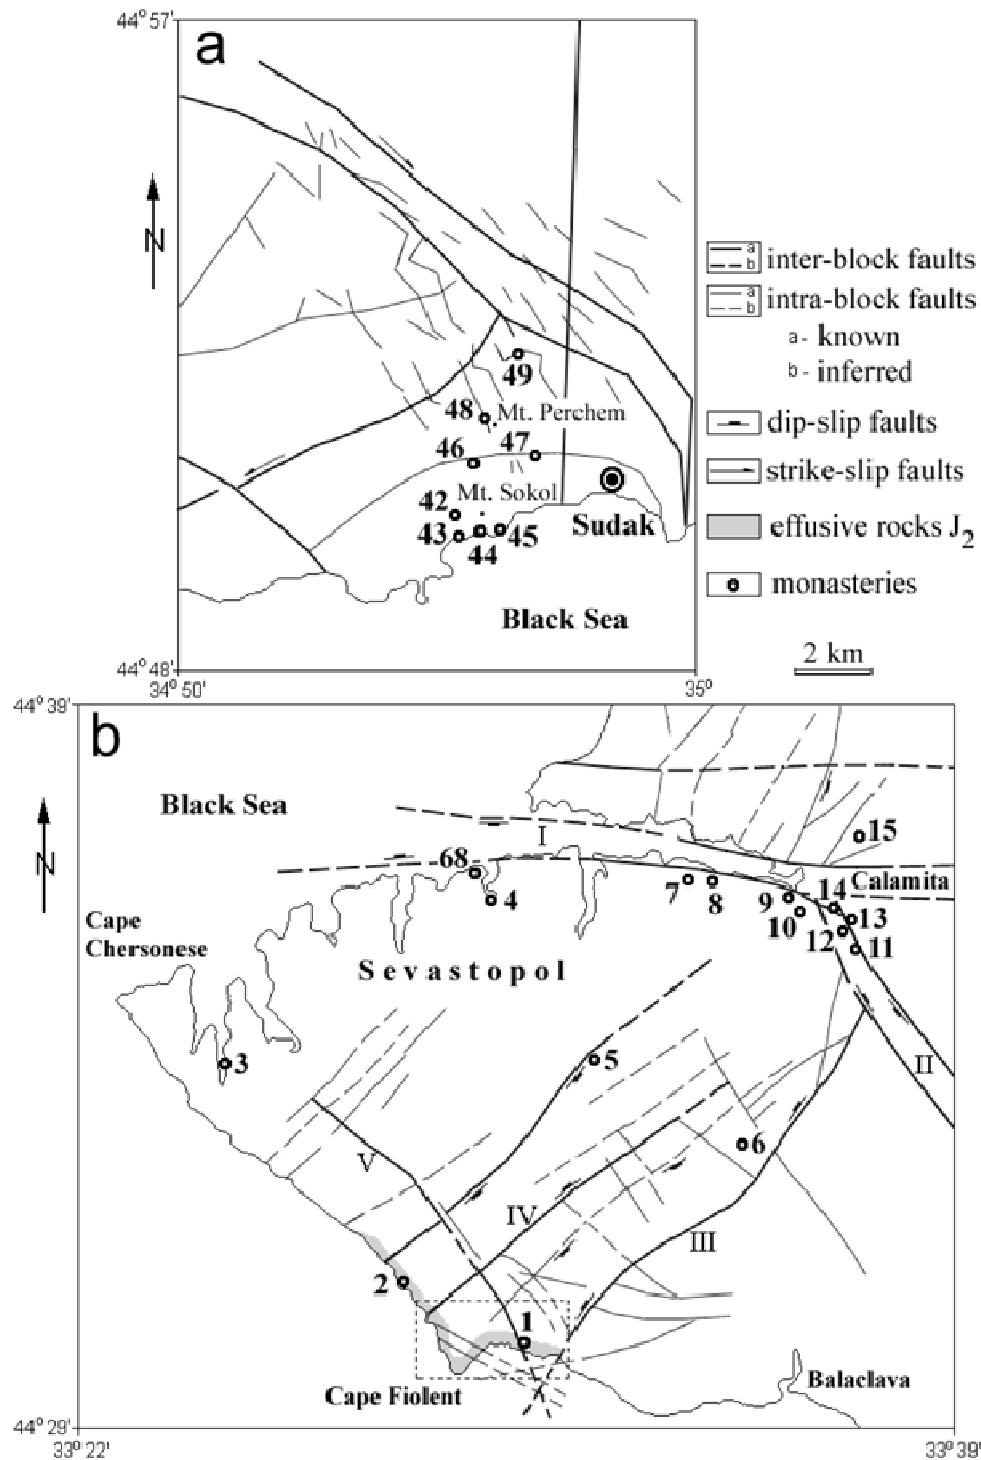 44° 57'
a
N
49
48
Mt. Perchem
46
47
42
Mt. Sokol
43
44
45
Sudak
Black Sea
44° 48'
34° 50'
35°
a
b
inter-block faults
a
b
intra-block faults
a - known
b - inferred
dip-slip faults
strike-slip faults
effusive rocks J2
monasteries
2 km
44° 39'
b
Black Sea
N
I
15
68
4
7
8
9
10
14
Calamita
13
12
11
Cape
Chersonese
Sevastopol
3
5
II
6
V
IV
III
2
1
Cape Fiolent
Balaclava
44° 29'
33° 22'
33° 39'